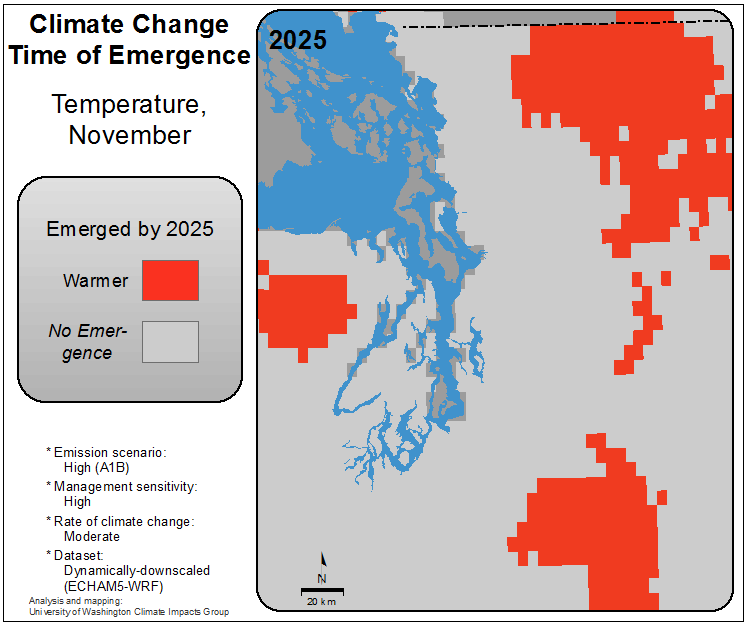 Climate Change
Time of Emergence
Temperature,
November
Emerged by 2025
Warmer
No Emer-
gence
* Emission scenario:
High (A1B)
* Management sensitivity:
High
* Rate of climate change:
Moderate
* Dataset:
Dynamically-downscaled
(ECHAM5-WRF)
Analysis and mapping:
University of Washington Climate Impacts Group
2025
N
20 km